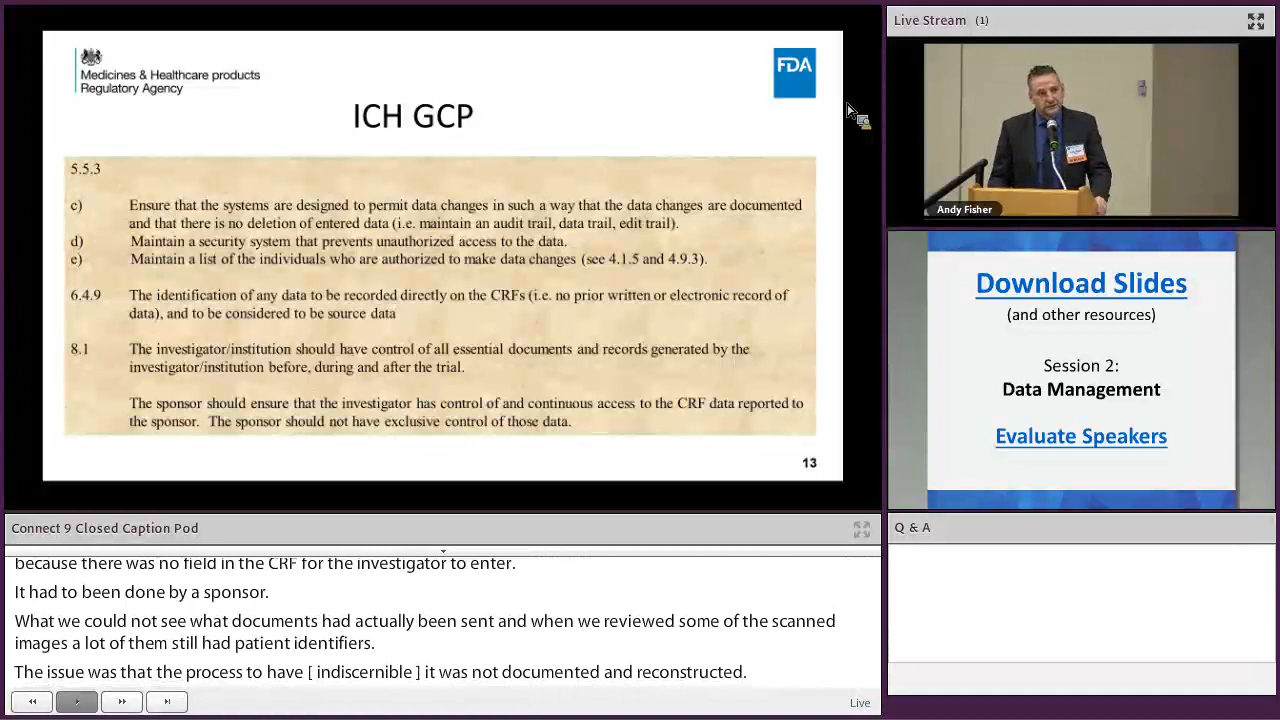 Medicines & Healthcare products
Regulatory Agency
FDA
ICH GCP
5.5.3
c) Ensure that the systems are designed to permit data changes in such a way that the data changes are documented
and that there is no deletion of entered data (i.e. maintain an audit trail, data trail, edit trail).
d) Maintain a security system that prevents unauthorized access to the data.
e) Maintain a list of the individuals who are authorized to make data changes (see 4.1.5 and 4.9.3).
6.4.9 The identification of any data to be recorded directly on the CRFs (i.e. no prior written or electronic record of
data), and to be considered to be source data
8.1 The investigator/institution should have control of all essential documents and records generated by the
investigator/institution before, during and after the trial.
The sponsor should ensure that the investigator has control of and continuous access to the CRF data reported to
the sponsor. The sponsor should not have exclusive control of those data.
13
Live Stream (1)
Andy Fisher
Download Slides
(and other resources)
Session 2:
Data Management
Evaluate Speakers
Connect 9 Closed Caption Pod
because there was no field in the CRF for the investigator to enter.
It had to been done by a sponsor.
What we could not see what documents had actually been sent and when we reviewed some of the scanned
images a lot of them still had patient identifiers.
The issue was that the process to have [ indiscernible ] it was not documented and reconstructed.
Live
Q & A